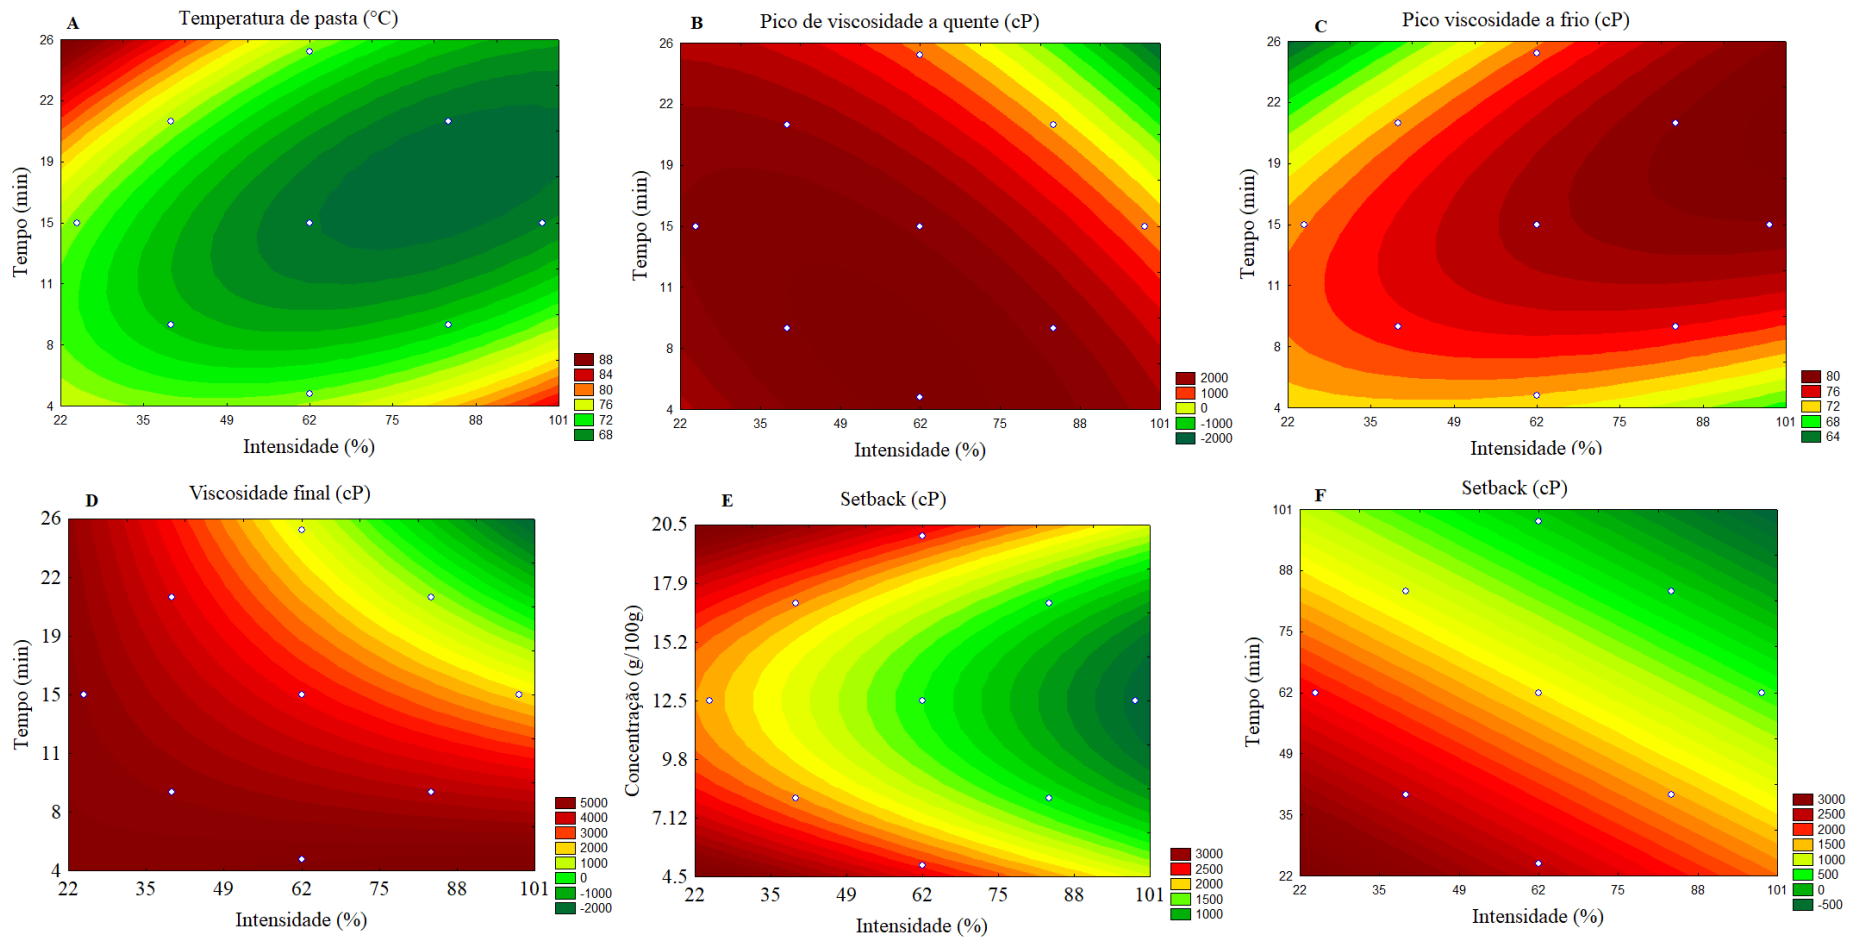 A
Temperatura de pasta (°C)
26
22
19
15
11
8
4
22 35 49 62 75 88 101
Tempo (min)
Intensidade (%)
88
84
80
76
72
68
B
Pico de viscosidade a quente (cP)
26
22
19
15
11
8
4
22 35 49 62 75 88 101
Tempo (min)
Intensidade (%)
2000
1000
0
-1000
-2000
C
Pico viscosidade a frio (cP)
26
22
19
15
11
8
4
22 35 49 62 75 88 101
Tempo (min)
Intensidade (%)
80
76
72
68
64
D
Viscosidade final (cP)
26
22
19
15
11
8
4
22 35 49 62 75 88 101
Tempo (min)
Intensidade (%)
5000
4000
3000
2000
1000
0
-1000
-2000
E
Setback (cP)
20.5
17.9
15.2
12.5
9.8
7.12
4.5
22 35 49 62 75 88 101
Concentração (g/100g)
Intensidade (%)
3000
2500
2000
1500
1000
F
Setback (cP)
101
88
75
62
49
35
22
22 35 49 62 75 88 101
Tempo (min)
Intensidade (%)
3000
2500
2000
1500
1000
500
0
-500